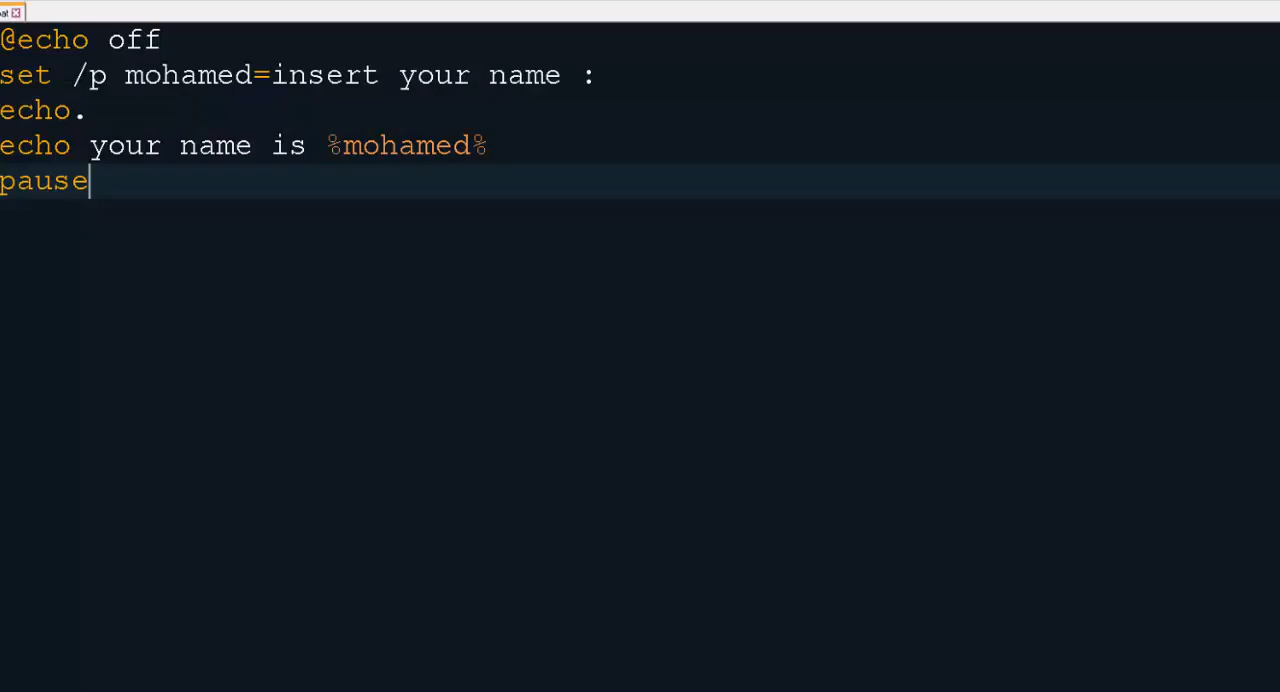 @echo off
set /p mohamed=insert your name :
echo.
echo your name is %mohamed%
pause